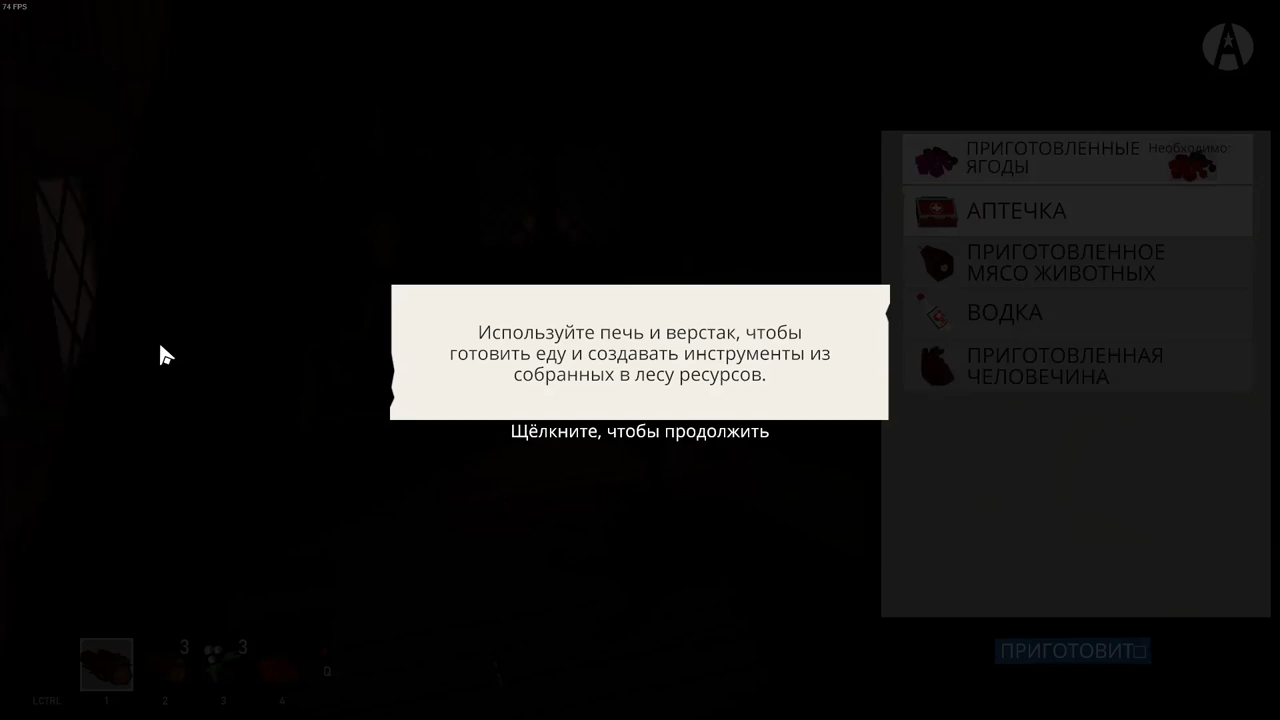 74 FPS
ПРИГОТОВЛЕННЫЕ
ЯГОДЫ
Необходимо:
АПТЕЧКА
ПРИГОТОВЛЕННОЕ
МЯСО ЖИВОТНЫХ
ВОДКА
ПРИГОТОВЛЕННАЯ
ЧЕЛОВЕЧИНА
Используйте печь и верстак, чтобы
готовить еду и создавать инструменты из
собранных в лесу ресурсов.
Щёлкните, чтобы продолжить
3
3
LCTRL
1
2
3
4
ПРИГОТОВИТ□